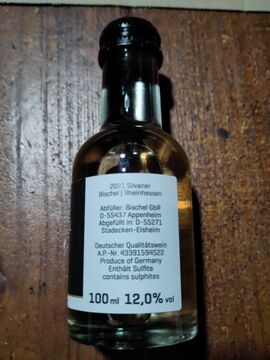 2021 Silvaner
Bischel | Rheinhessen
Abfüller: Bischel GbR
D-55437 Appenheim
Abgefüllt in: D-55271
Stadecken-Elsheim
Deutscher Qualitätswein
A.P.-Nr. 43391594522
Produce of Germany
Enthält Sulfite
contains sulphites
100ml 12,0% vol